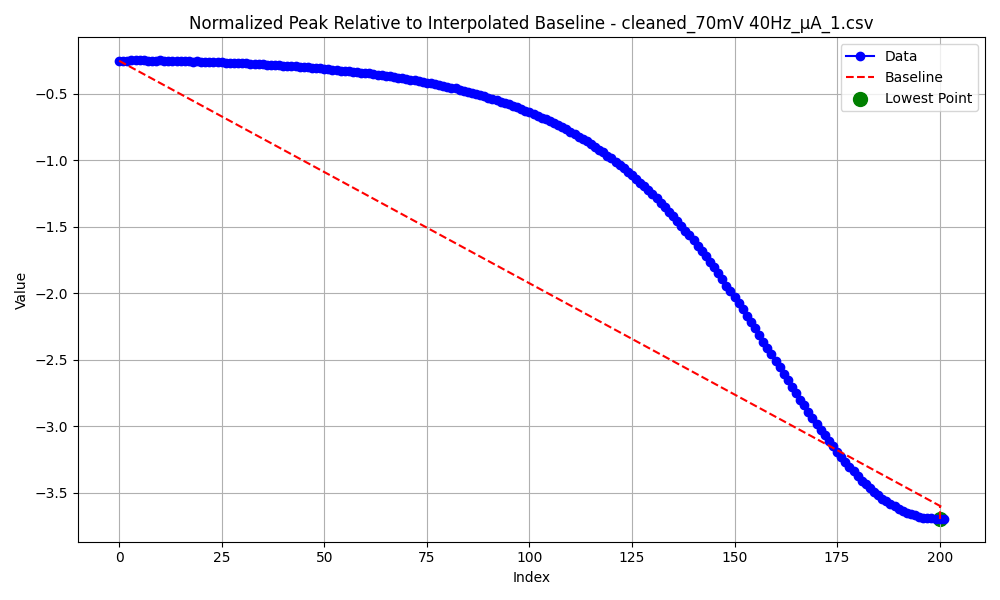 Normalized Peak Relative to Interpolated Baseline - cleaned_70mV 40Hz_μA_1.csv
Data
Baseline
Lowest Point
−0.5
−1.0
−1.5
−2.0
−2.5
−3.0
−3.5
Value
0
25
50
75
100
125
150
175
200
Index